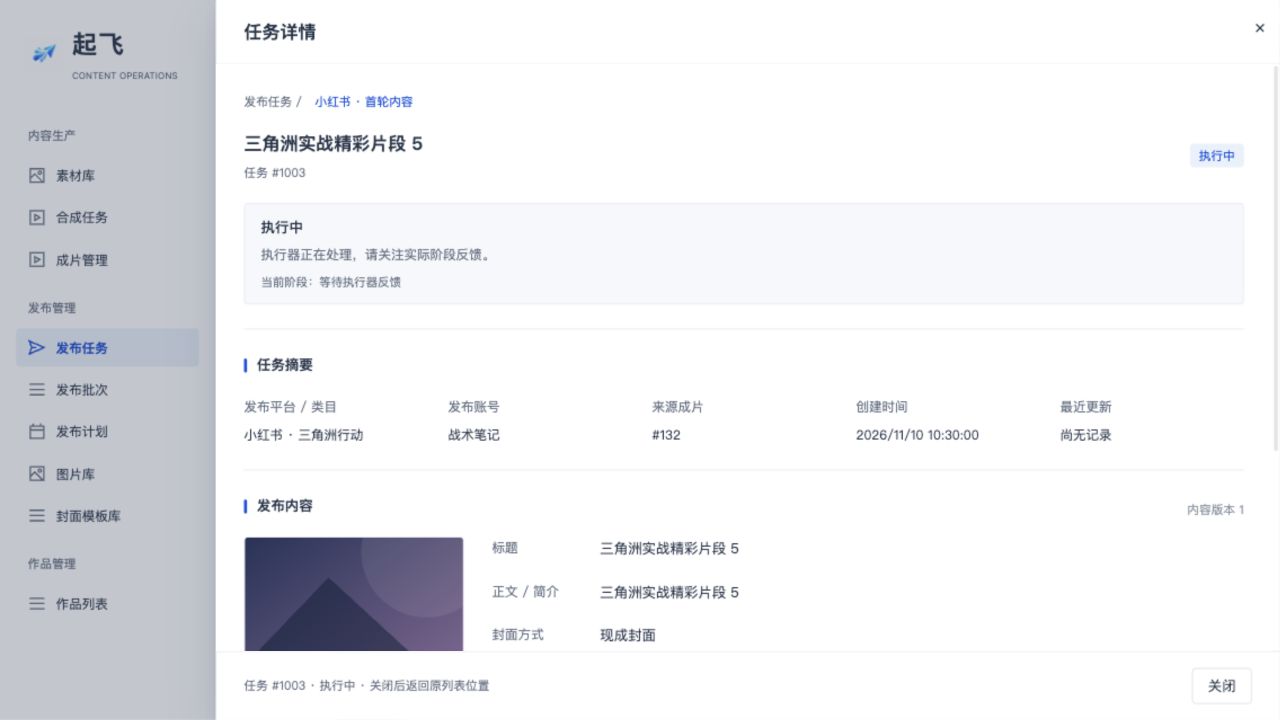 起飞
CONTENT OPERATIONS
内容生产
素材库
合成任务
成片管理
发布管理
发布任务
发布批次
发布计划
图片库
封面模板库
作品管理
作品列表
任务详情
×
发布任务 / 小红书 · 首轮内容
三角洲实战精彩片段 5
任务 #1003
执行中
执行中
执行器正在处理，请关注实际阶段反馈。
当前阶段：等待执行器反馈
任务摘要
发布平台 / 类目 发布账号 来源成片 创建时间 最近更新
小红书 · 三角洲行动 战术笔记 #132 2026/11/10 10:30:00 尚无记录
发布内容 内容版本 1
标题 三角洲实战精彩片段 5
正文 / 简介 三角洲实战精彩片段 5
封面方式 现成封面
任务 #1003 · 执行中 · 关闭后返回原列表位置 关闭